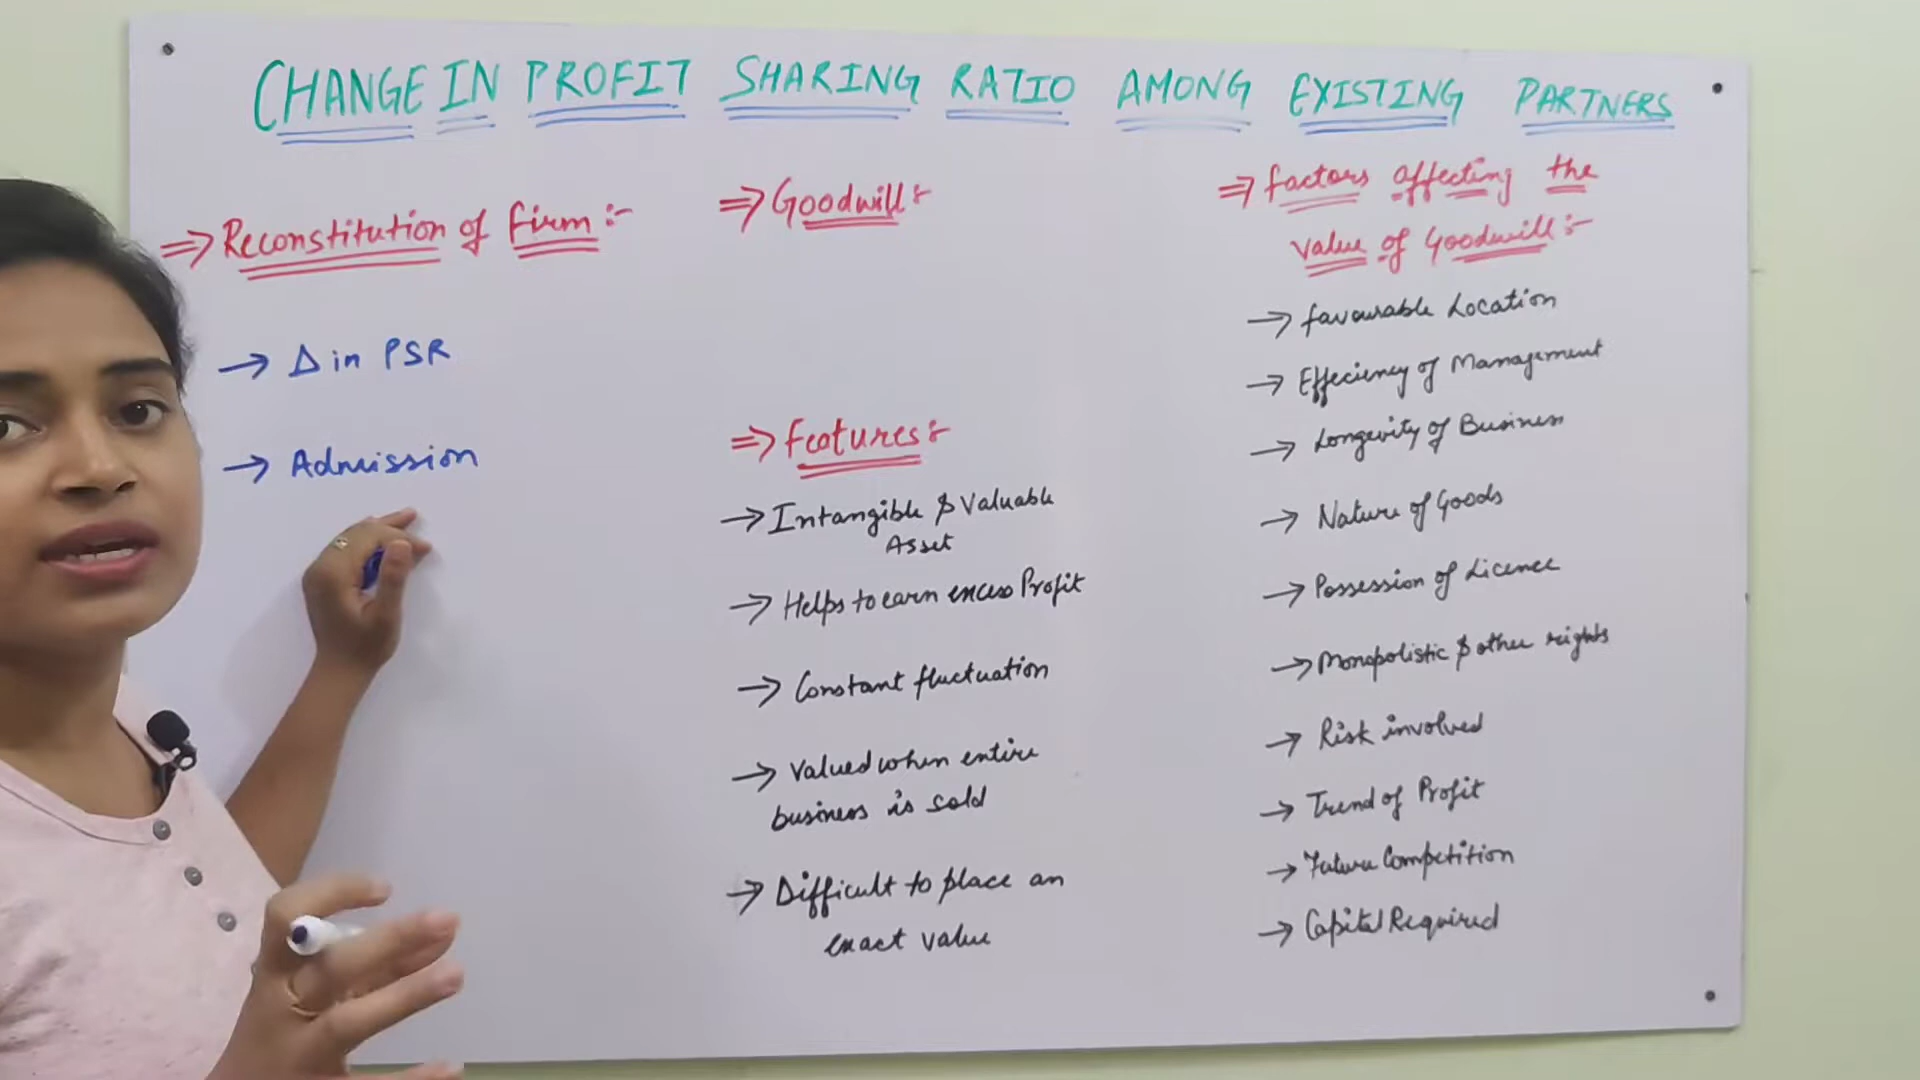 CHANGE IN PROFIT SHARING RATIO AMONG EXISTING PARTNERS
⇒ Reconstitution of firm :-
→ Δ in PSR
→ Admission
⇒ Goodwill :-
⇒ Features :-
→ Intangible & Valuable
Asset
→ Helps to earn excess Profit
→ Constant fluctuation
→ Valued when entire
business is sold
→ Difficult to place an
exact value
⇒ factors affecting the
value of Goodwill :-
→ favourable Location
→ Effeciency of Management
→ Longevity of Business
→ Nature of Goods
→ Possession of Licence
→ Monopolistic & other rights
→ Risk involved
→ Trend of Profit
→ Future Competition
→ Capital Required